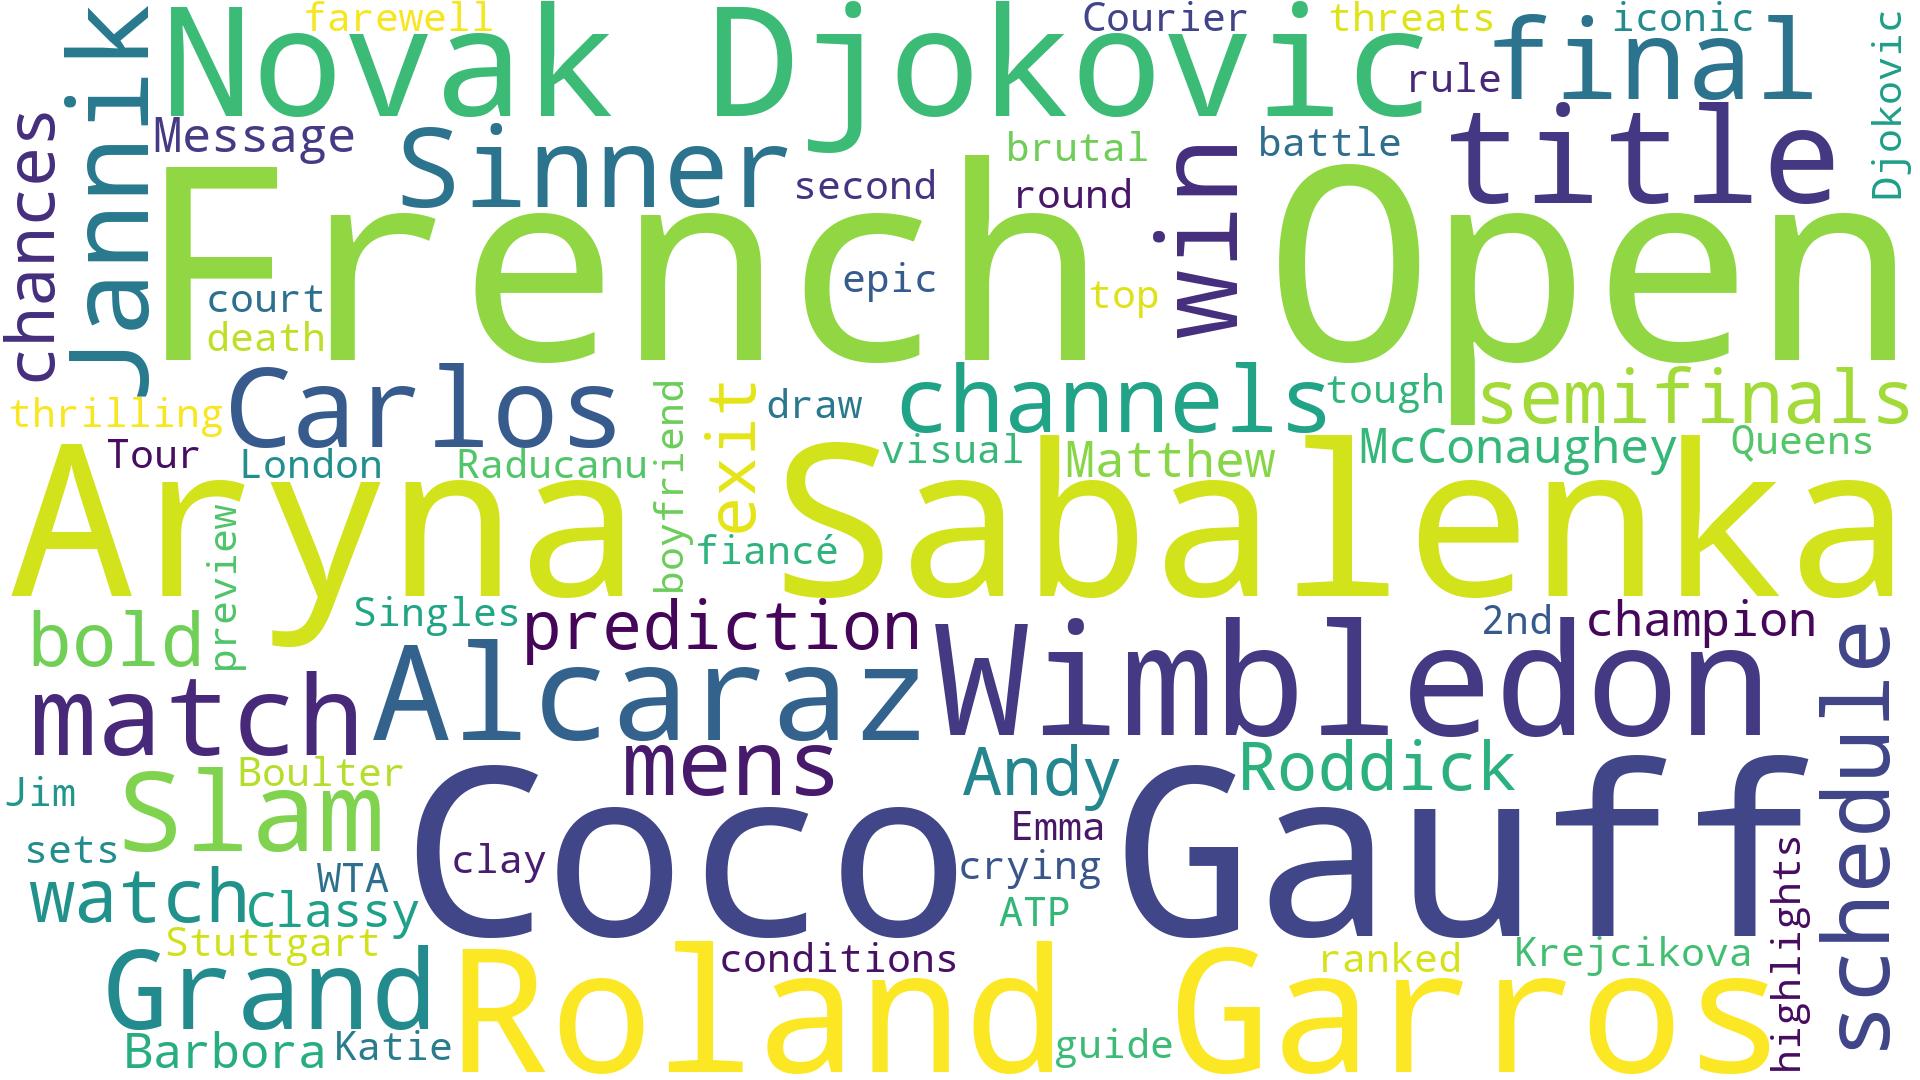 farewell
Courier
threats
iconic
Novak Djokovic
final
Djokovic
Jannik
rule
chances
Message
Sinner
brutal
battle
title
second
round
win
French Open
epic
court
top
death
Carlos
channels
tough
semifinals
thrilling
boyfriend
exit
draw
Tour
London
Raducanu
visual
Matthew
McConaughey
Queens
Aryna Sabalenka
preview
fiancé
bold
Singles
prediction
2nd
champion
match
Alcaraz
Wimbledon
schedule
mens
Andy
Roddick
Jim
Boulter
Slam
Coco Gauff
Emma
sets
clay
crying
highlights
watch
WTA
Classy
ATP
Stuttgart
Grand
Roland Garros
conditions
ranked
Krejcikova
Barbora
Katie
guide